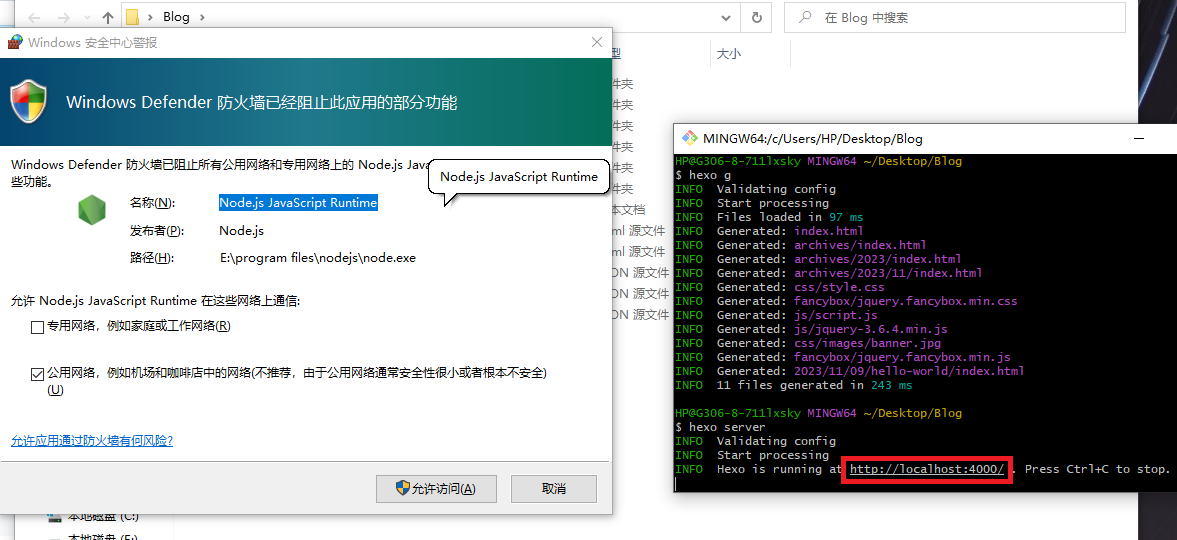 Blog
在 Blog 中搜索
型
大小
Windows 安全中心警报
Windows Defender 防火墙已经阻止此应用的部分功能
Windows Defender 防火墙已阻止所有公用网络和专用网络上的 Node.js Java
些功能。
Node.js JavaScript Runtime
名称(N):
Node.js JavaScript Runtime
发布者(P):
Node.js
路径(H):
E:\program files\nodejs\node.exe
允许 Node.js JavaScript Runtime 在这些网络上通信:
专用网络，例如家庭或工作网络(R)
公用网络，例如机场和咖啡店中的网络(不推荐，由于公用网络通常安全性很小或者根本不安全)
(U)
允许应用通过防火墙有何风险?
允许访问(A)
取消
件夹
件夹
件夹
件夹
件夹
件夹
本文档
ml 源文件
ml 源文件
ON 源文件
ON 源文件
ON 源文件
本地磁盘 (C:)
本地磁盘 (E:)
MINGW64:/c/Users/HP/Desktop/Blog
HP@G306-8-711lxsky MINGW64 ~/Desktop/Blog
$ hexo g
INFO  Validating config
INFO  Start processing
INFO  Files loaded in 97 ms
INFO  Generated: index.html
INFO  Generated: archives/index.html
INFO  Generated: archives/2023/index.html
INFO  Generated: archives/2023/11/index.html
INFO  Generated: css/style.css
INFO  Generated: fancybox/jquery.fancybox.min.css
INFO  Generated: js/script.js
INFO  Generated: js/jquery-3.6.4.min.js
INFO  Generated: css/images/banner.jpg
INFO  Generated: fancybox/jquery.fancybox.min.js
INFO  Generated: 2023/11/09/hello-world/index.html
INFO  11 files generated in 243 ms
HP@G306-8-711lxsky MINGW64 ~/Desktop/Blog
$ hexo server
INFO  Validating config
INFO  Start processing
INFO  Hexo is running at http://localhost:4000/ . Press Ctrl+C to stop.